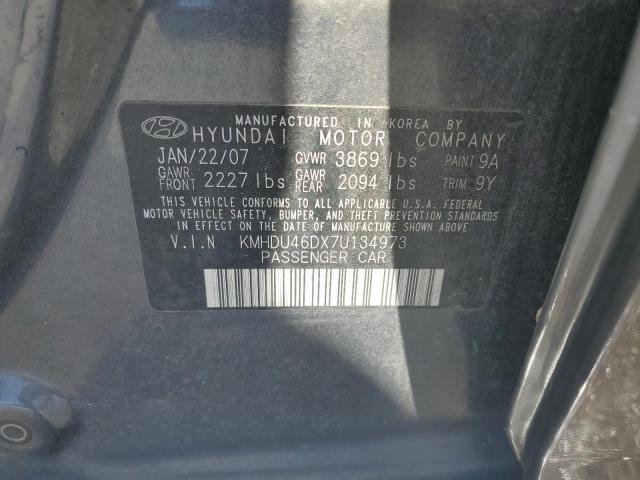 MANUFACTURED IN KOREA BY
HYUNDAI MOTOR COMPANY
JAN/22/07 GVWR 3869 lbs PAINT 9A
GAWR FRONT 2227 lbs GAWR REAR 2094 lbs TRIM 9Y
THIS VEHICLE CONFORMS TO ALL APPLICABLE U.S.A. FEDERAL
MOTOR VEHICLE SAFETY, BUMPER, AND THEFT PREVENTION STANDARDS
IN EFFECT ON THE DATE OF MANUFACTURE SHOWN ABOVE.
V.I.N KMHDU46DX7U134973
PASSENGER CAR